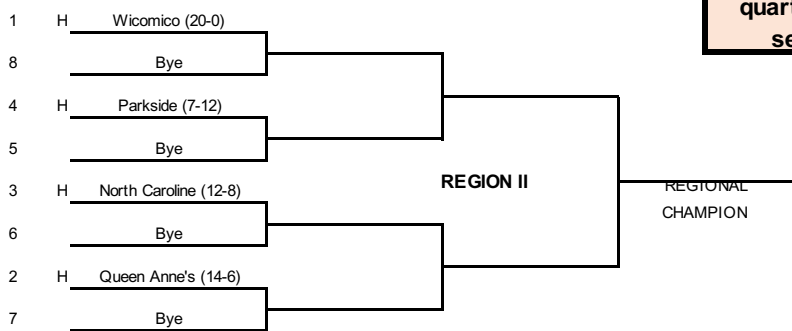 quart
se
1 H Wicomico (20-0)
8 Bye
4 H Parkside (7-12)
5 Bye
REGION II
3 H North Caroline (12-8)
REGIONAL
CHAMPION
6 Bye
2 H Queen Anne's (14-6)
7 Bye